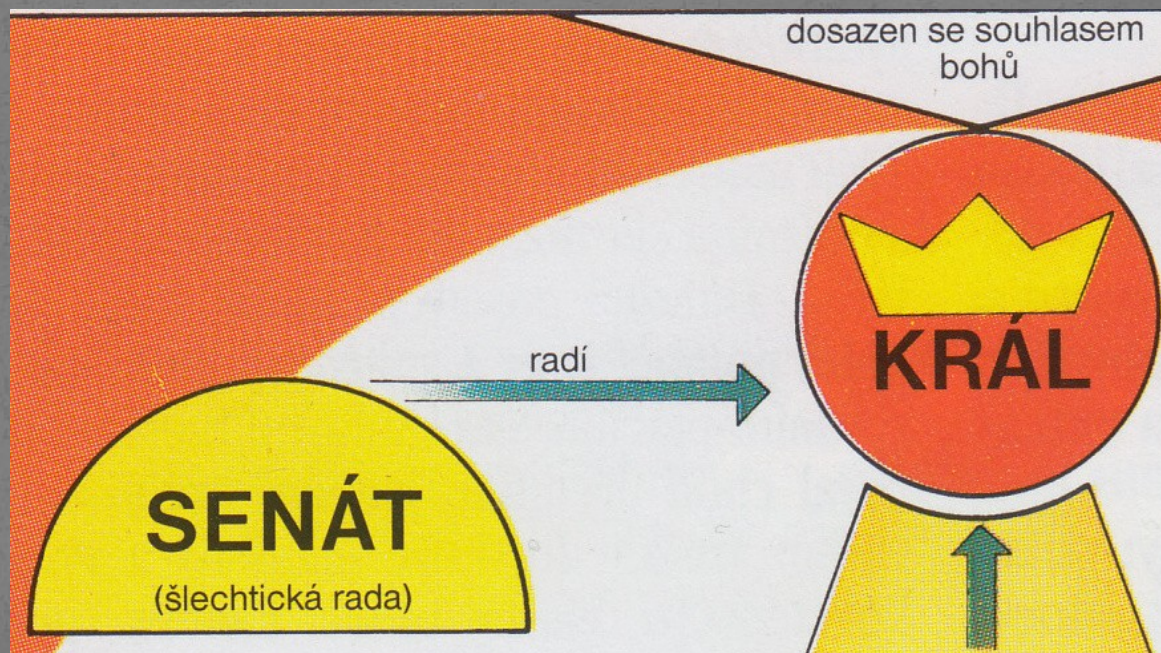 dosazen se souhlasem
bohů
radí
KRÁL
SENÁT
(šlechtická rada)